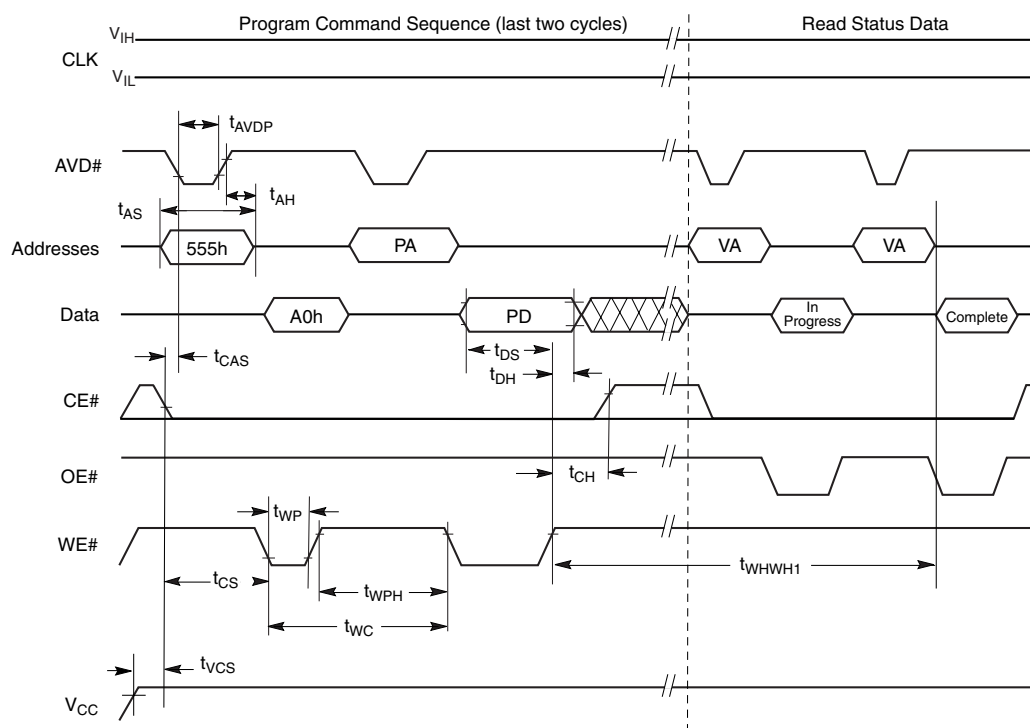 Program Command Sequence (last two cycles)
Read Status Data
VIH
CLK
VIL
tAVDP
AVD#
tAH
tAS
Addresses
555h
PA
VA
VA
Data
A0h
PD
In
Progress
Complete
tCAS
tDS
tDH
CE#
OE#
tCH
tWP
WE#
tCS
tWPH
tWHWH1
tWC
tVCS
VCC